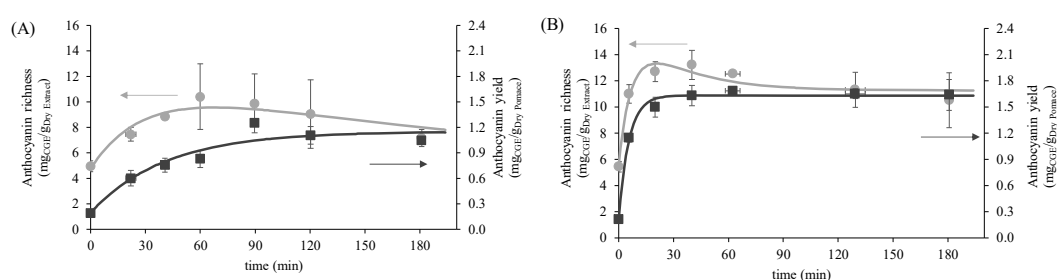 (A)
Anthocyanin richness
(mgCGE/gDry Extract)
16
14
12
10
8
6
4
2
0
2.4
2.1
1.8
1.5
1.2
0.9
0.6
0.3
0.0
Anthocyanin yield
(mgCGE/gDry Pomace)
0 30 60 90 120 150 180
time (min)
(B)
Anthocyanin richness
(mgCGE/gDry Extract)
16
14
12
10
8
6
4
2
0
2.4
2.1
1.8
1.5
1.2
0.9
0.6
0.3
0.0
Anthocyanin yield
(mgCGE/gDry Pomace)
0 30 60 90 120 150 180
time (min)